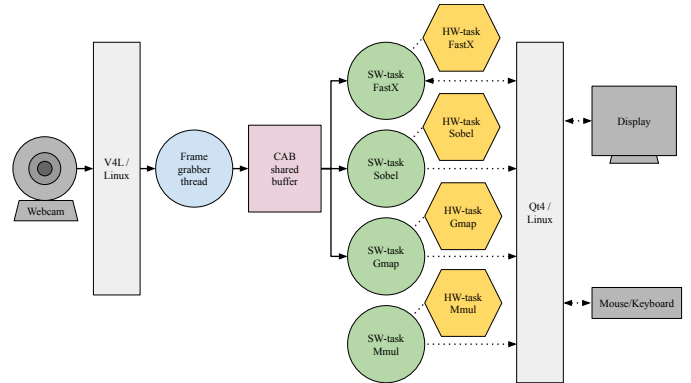 Webcam
V4L /
Linux
Frame
grabber
thread
CAB
shared
buffer
HW-task
FastX
SW-task
FastX
HW-task
Sobel
SW-task
Sobel
HW-task
Gmap
SW-task
Gmap
HW-task
Mmul
SW-task
Mmul
Qt4 /
Linux
Display
Mouse/Keyboard